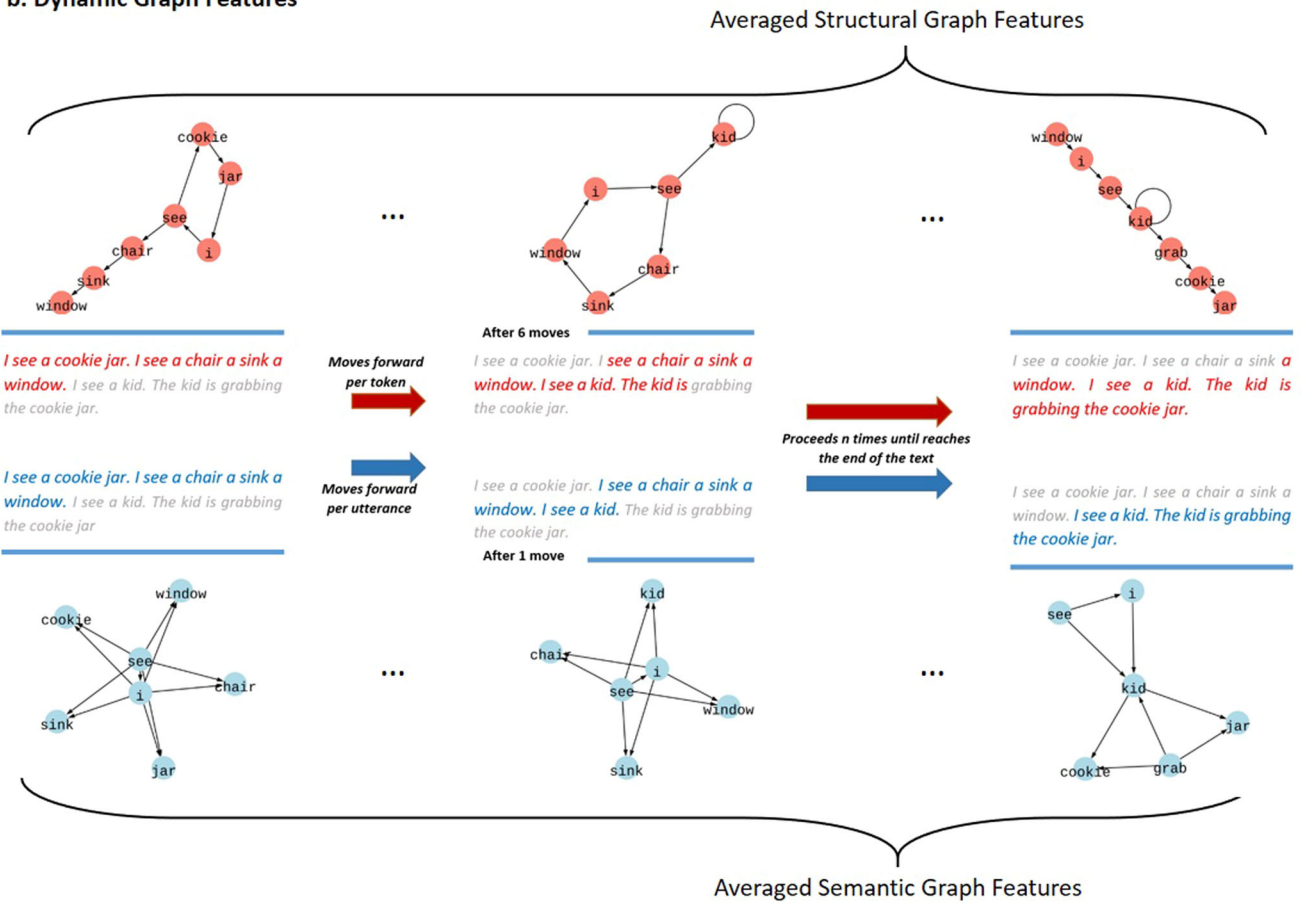 b. Dynamic Graph Features
Averaged Structural Graph Features
cookie
jar
see
chair
i
sink
window
...
kid
i
see
window
chair
sink
...
window
i
see
kid
grab
cookie
jar
After 6 moves
I see a cookie jar. I see a chair a sink a
window. I see a kid. The kid is grabbing
the cookie jar.
Moves forward
per token
I see a cookie jar. I see a chair a sink a
window. I see a kid. The kid is grabbing
the cookie jar.
I see a cookie jar. I see a chair a sink a
window. I see a kid. The kid is
grabbing the cookie jar.
Proceeds n times until reaches
the end of the text
I see a cookie jar. I see a chair a sink a
window. I see a kid. The kid is grabbing
the cookie jar
Moves forward
per utterance
I see a cookie jar. I see a chair a sink a
window. I see a kid. The kid is grabbing
the cookie jar.
After 1 move
I see a cookie jar. I see a chair a sink a
window. I see a kid. The kid is grabbing
the cookie jar.
window
cookie
see
i
chair
sink
jar
...
kid
chair
i
see
window
sink
...
i
see
kid
jar
cookie
grab
Averaged Semantic Graph Features